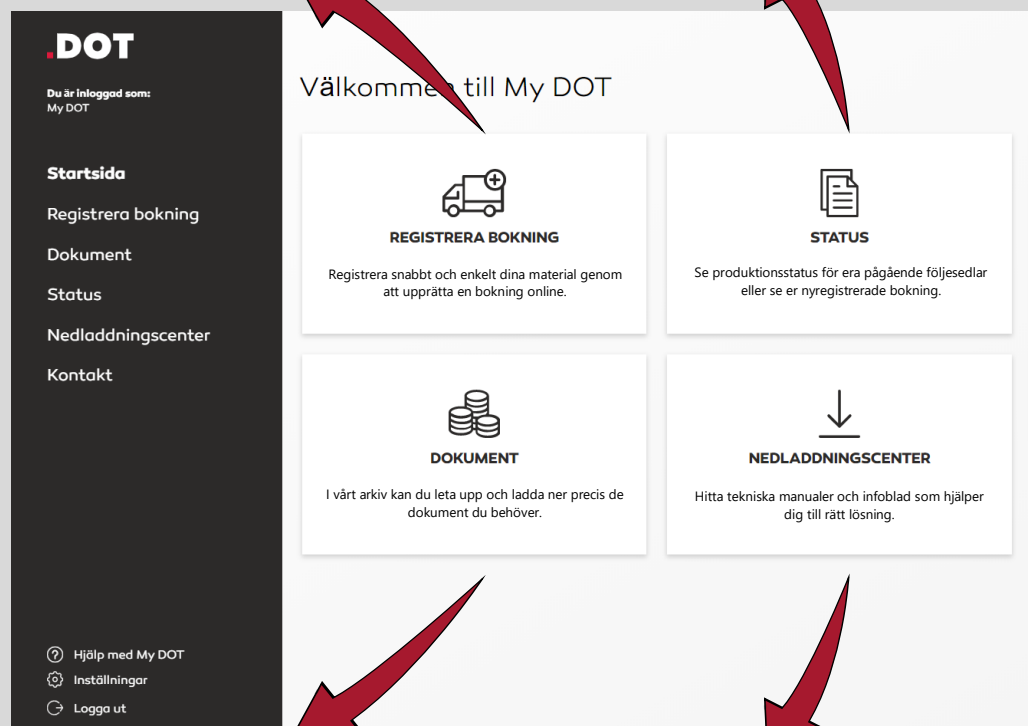 .DOT
Du är inloggad som:
My DOT
Startsida
Registrera bokning
Dokument
Status
Nedladdningscenter
Kontakt
Hjälp med My DOT
Inställningar
Logga ut
Välkommen till My DOT
REGISTRERA BOKNING
Registrera snabbt och enkelt dina material genom
att upprätta en bokning online.
STATUS
Se produktionsstatus för era pågående följesedlar
eller se er nyregistrerade bokning.
DOKUMENT
I vårt arkiv kan du leta upp och ladda ner precis de
dokument du behöver.
NEDLADDNINGSCENTER
Hitta tekniska manualer och infoblad som hjälper
dig till rätt lösning.